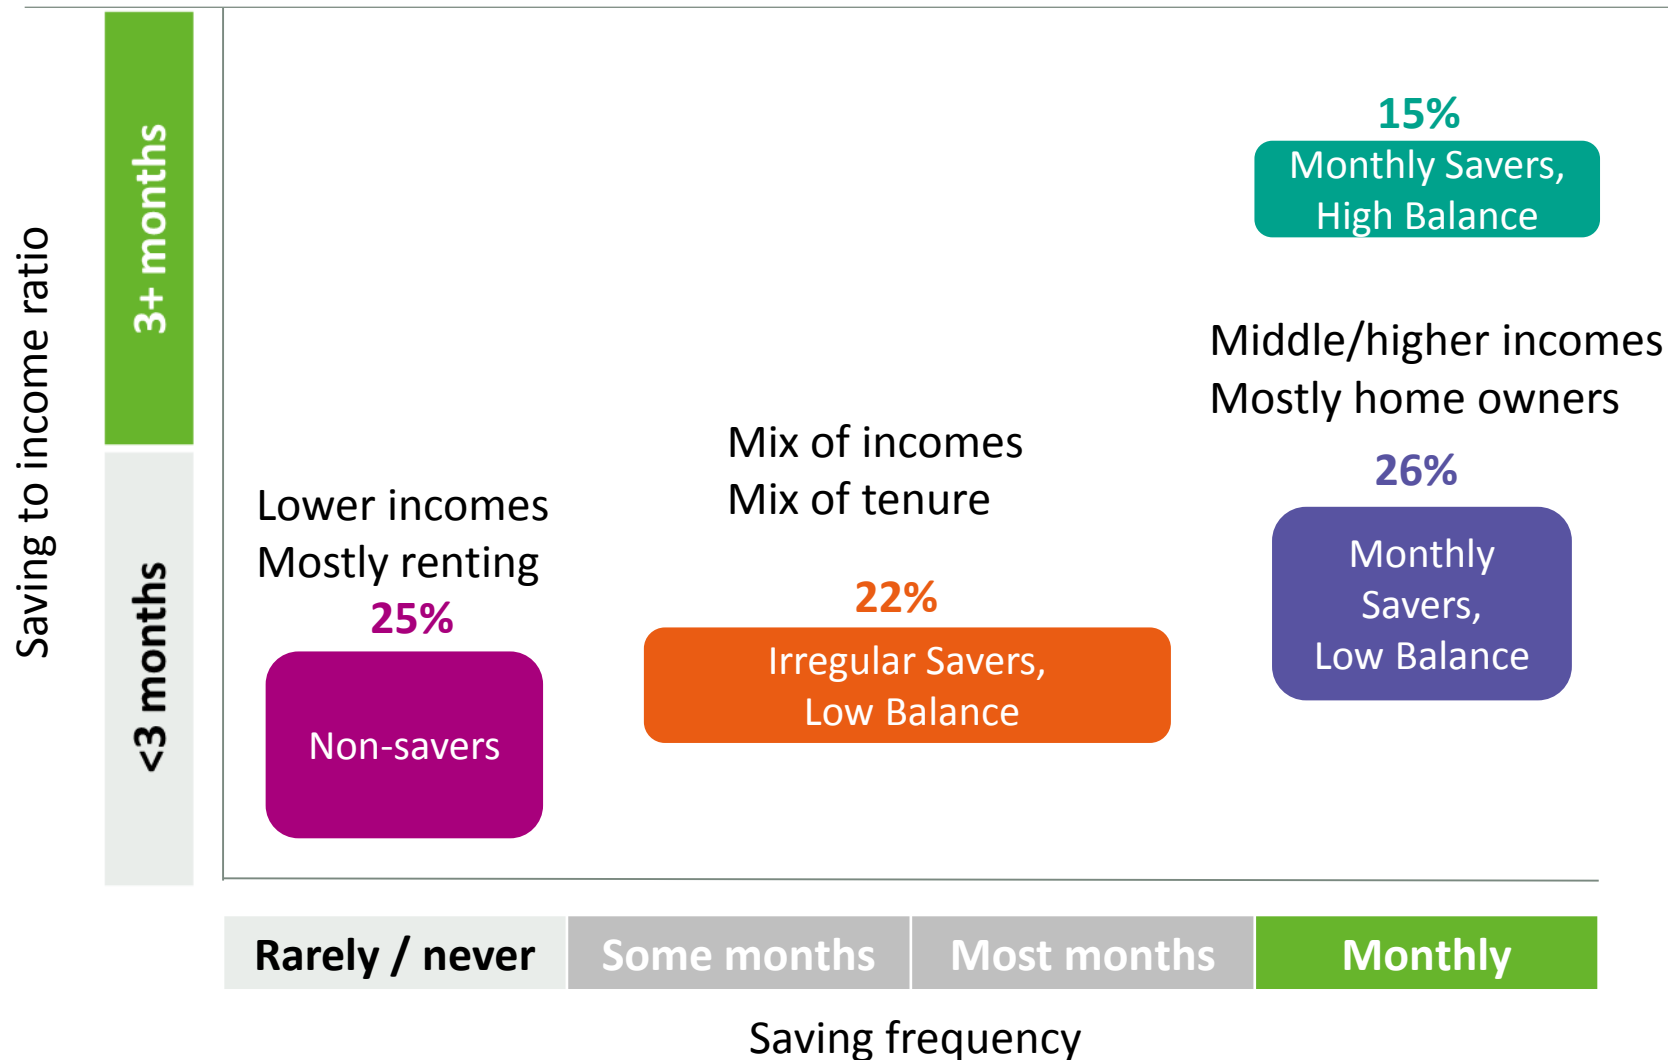 Saving to income ratio
3+ months
<3 months
15%
Monthly Savers,
High Balance
Middle/higher incomes
Mostly home owners
26%
Monthly
Savers,
Low Balance
Mix of incomes
Mix of tenure
22%
Irregular Savers,
Low Balance
Lower incomes
Mostly renting
25%
Non-savers
Rarely / never
Some months
Most months
Monthly
Saving frequency